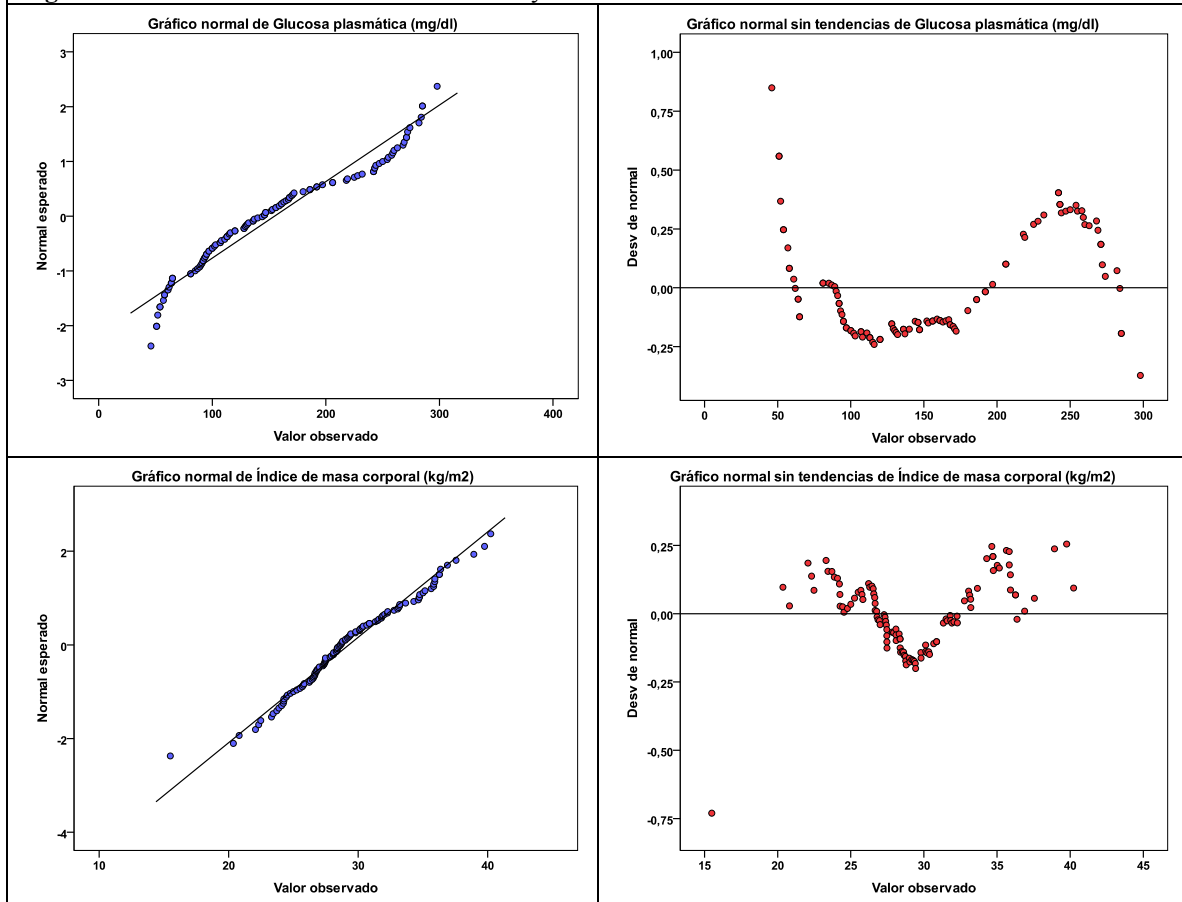 Gráfico normal de Glucosa plasmática (mg/dl)
3
2
1
0
-1
-2
-3
Normal esperado
0 100 200 300 400
Valor observado
Gráfico normal sin tendencias de Glucosa plasmática (mg/dl)
1,00
0,75
0,50
0,25
0,00
-0,25
Desv de normal
0 50 100 150 200 250 300
Valor observado
Gráfico normal de Índice de masa corporal (kg/m2)
2
0
-2
-4
Normal esperado
10 20 30 40
Valor observado
Gráfico normal sin tendencias de Índice de masa corporal (kg/m2)
0,25
0,00
-0,25
-0,50
-0,75
Desv de normal
15 20 25 30 35 40 45
Valor observado